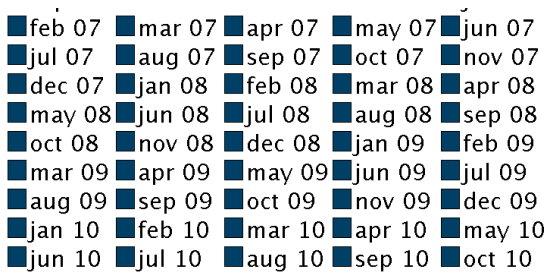 feb 07 mar 07 apr 07 may 07 jun 07
jul 07 aug 07 sep 07 oct 07 nov 07
dec 07 jan 08 feb 08 mar 08 apr 08
may 08 jun 08 jul 08 aug 08 sep 08
oct 08 nov 08 dec 08 jan 09 feb 09
mar 09 apr 09 may 09 jun 09 jul 09
aug 09 sep 09 oct 09 nov 09 dec 09
jan 10 feb 10 mar 10 apr 10 may 10
jun 10 jul 10 aug 10 sep 10 oct 10